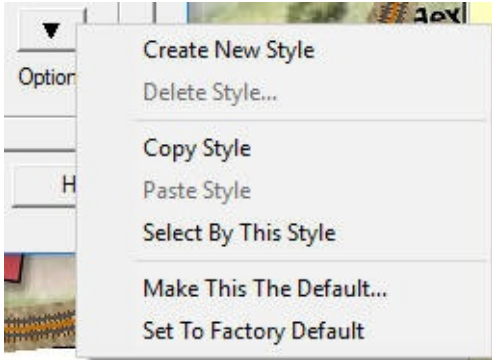 Option
H
Create New Style
Delete Style...
Copy Style
Paste Style
Select By This Style
Make This The Default...
Set To Factory Default